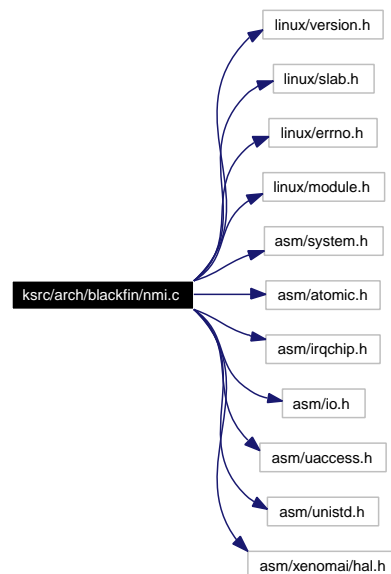 linux/version.h
linux/slab.h
linux/errno.h
linux/module.h
asm/system.h
ksrc/arch/blackfin/nmi.c
asm/atomic.h
asm/irqchip.h
asm/io.h
asm/uaccess.h
asm/unistd.h
asm/xenomai/hal.h